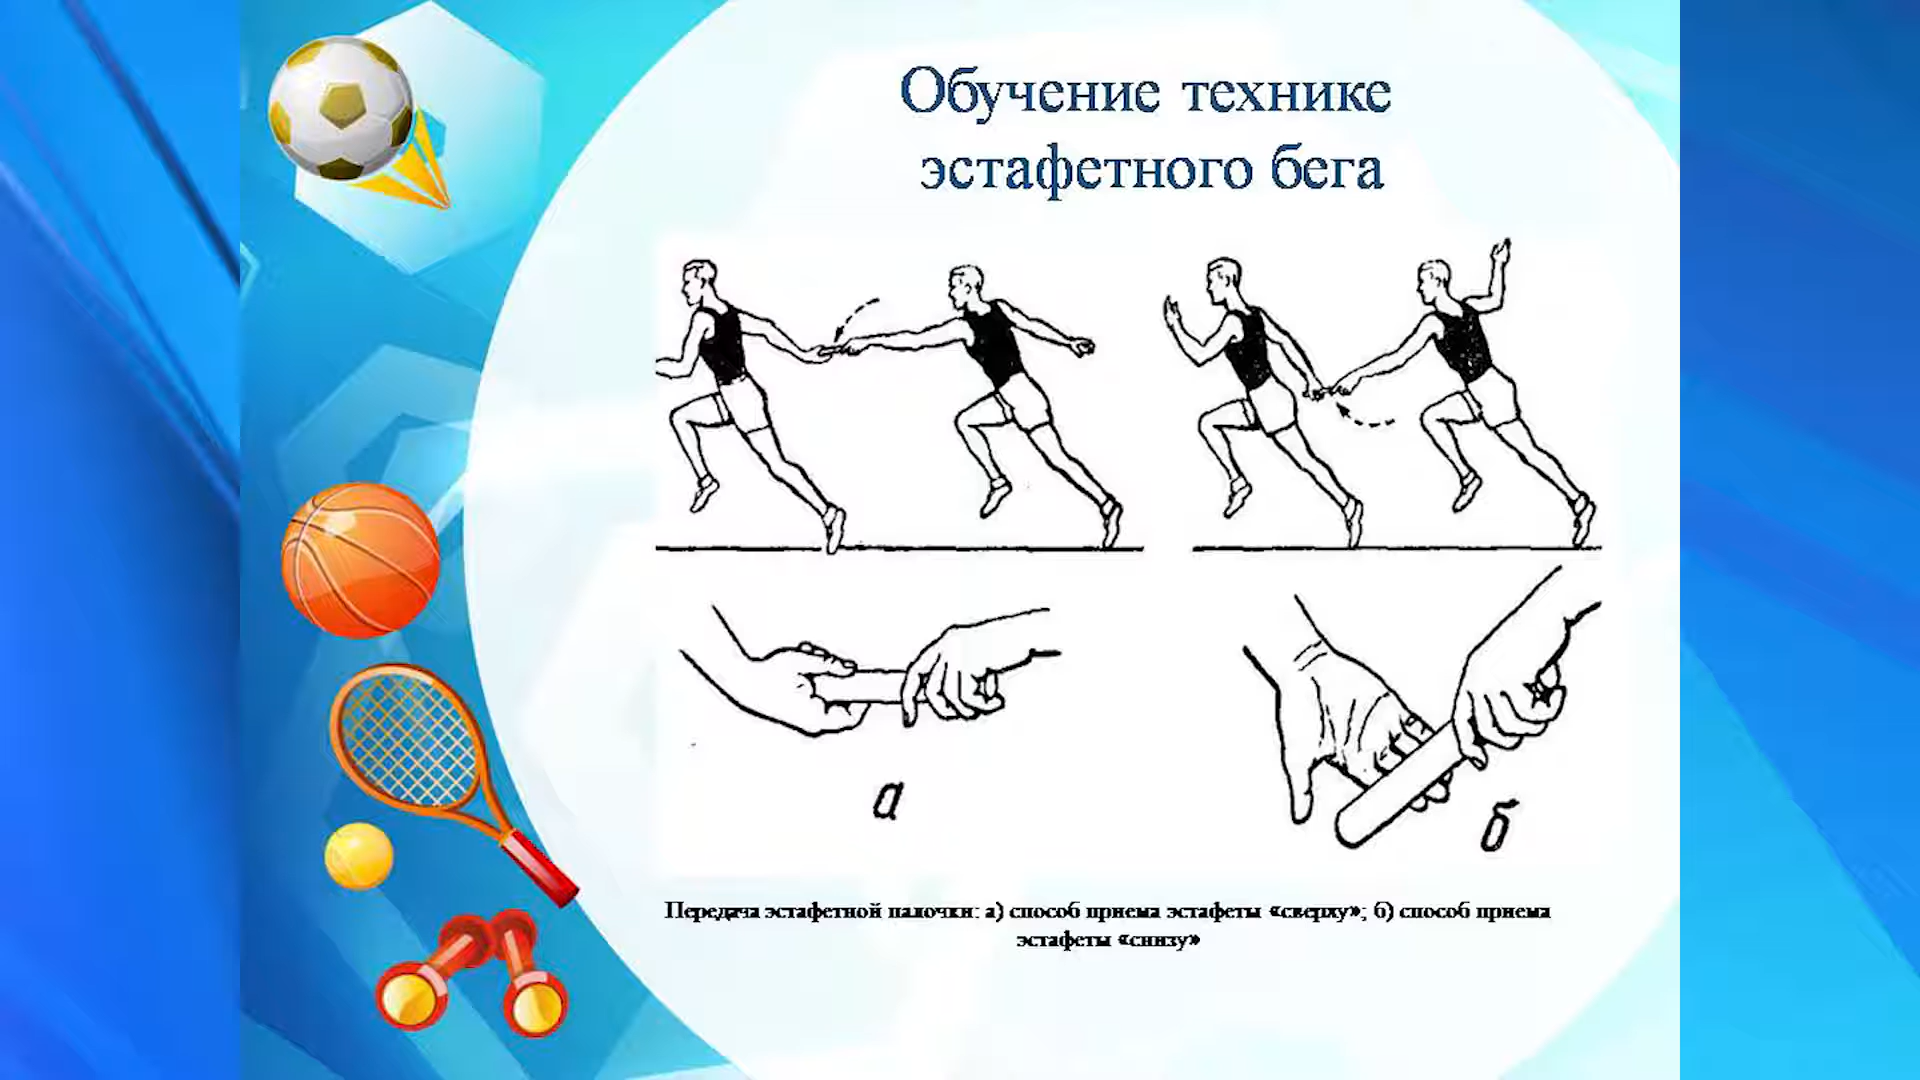 Обучение технике
эстафетного бега
а
б
Передача эстафетной палочки: а) способ приема эстафеты «сверху»; б) способ приема
эстафеты «снизу»